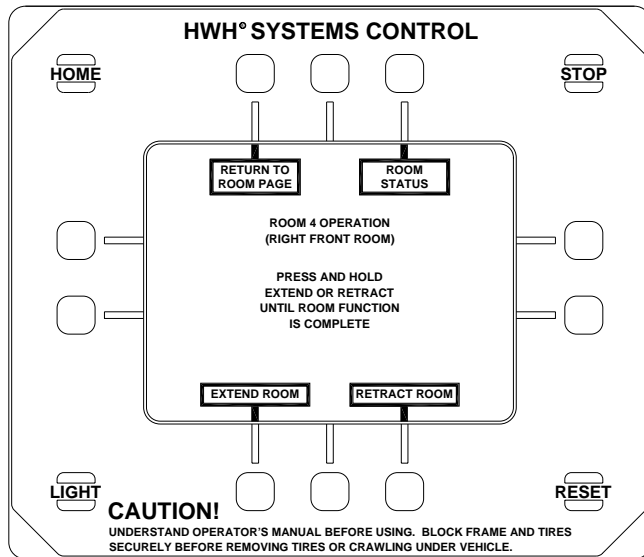 HWH® SYSTEMS CONTROL
HOME
STOP
RETURN TO
ROOM PAGE
ROOM
STATUS
ROOM 4 OPERATION
(RIGHT FRONT ROOM)
PRESS AND HOLD
EXTEND OR RETRACT
UNTIL ROOM FUNCTION
IS COMPLETE
EXTEND ROOM
RETRACT ROOM
LIGHT
RESET
CAUTION!
UNDERSTAND OPERATOR'S MANUAL BEFORE USING. BLOCK FRAME AND TIRES
SECURELY BEFORE REMOVING TIRES OR CRAWLING UNDER VEHICLE.